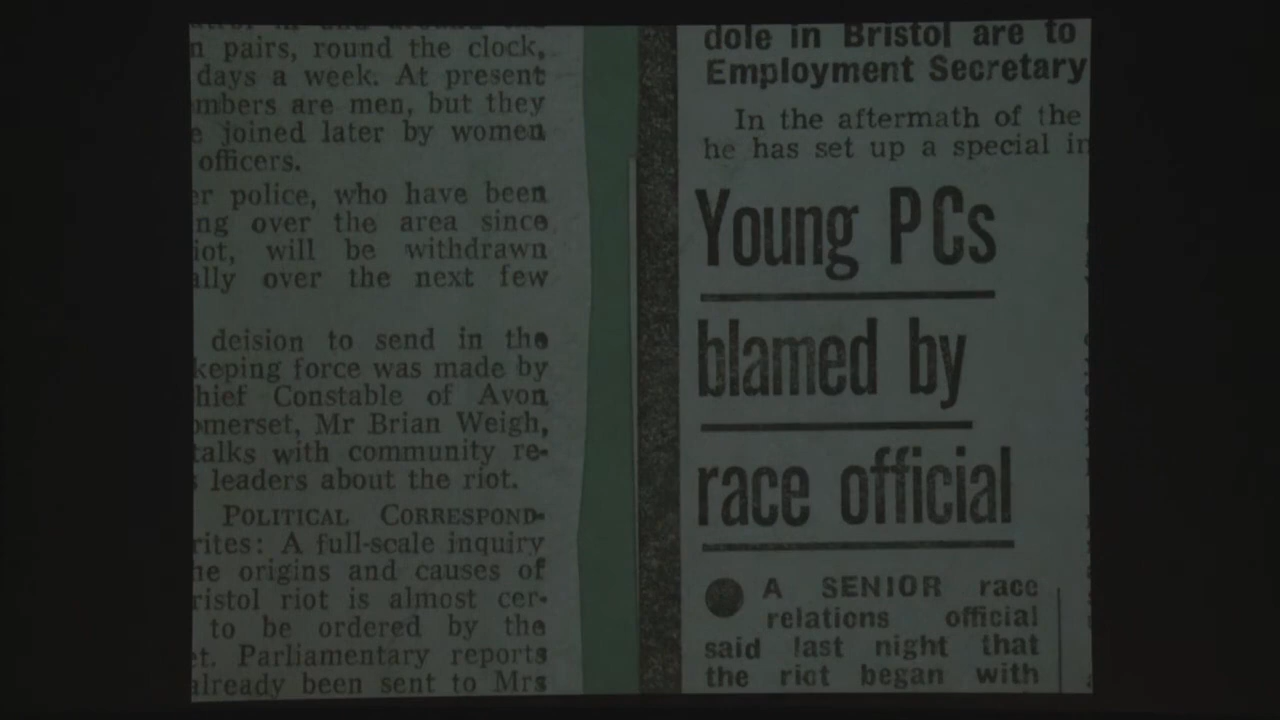 n pairs, round the clock,
days a week. At present
mbers are men, but they
e joined later by women
officers.
er police, who have been
ng over the area since
iot, will be withdrawn
ally over the next few
deision to send in the
keping force was made by
hief Constable of Avon
omerset, Mr Brian Weigh,
talks with community re-
s leaders about the riot.
POLITICAL CORRESPOND-
rites: A full-scale inquiry
he origins and causes of
ristol riot is almost cer-
to be ordered by the
et. Parliamentary reports
already been sent to Mrs
dole in Bristol are to
Employment Secretary
In the aftermath of the
he has set up a special in
Young PCs
blamed by
race official
A SENIOR race
relations official
said last night that
the riot began with